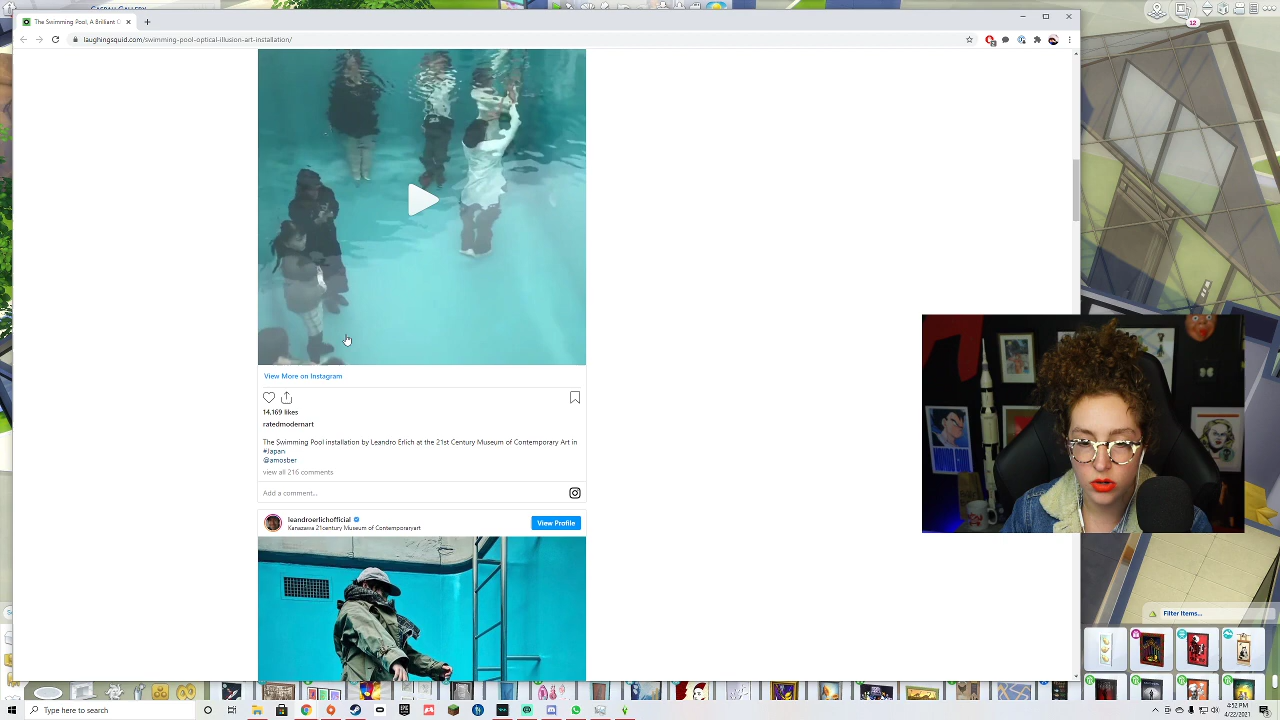 CASPAN GALLERY
The Swimming Pool, A Brilliant O
laughingsquid.com/swimming-pool-optical-illusion-art-installation/
12
View More on Instagram
14,169 likes
ratedmodernart
The Swimming Pool installation by Leandro Erlich at the 21st Century Museum of Contemporary Art in
#Japan
@amosber
view all 216 comments
Add a comment...
leandroerlichofficial
Kanazawa 21century Museum of Contemporaryart
View Profile
Filter Items...
Type here to search
4:52 PM
4/22/2021